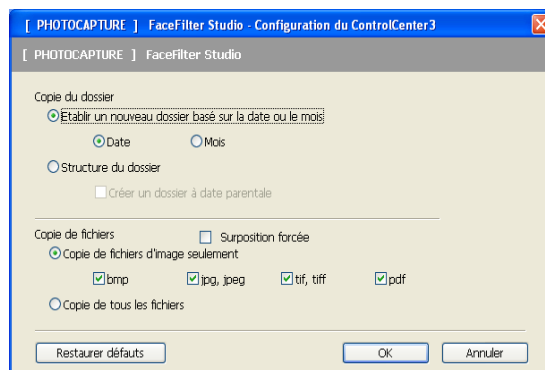 [ PHOTOCAPTURE ] FaceFilter Studio - Configuration du ControlCenter3
[ PHOTOCAPTURE ] FaceFilter Studio
Copie du dossier
Etablir un nouveau dossier basé sur la date ou le mois
Date Mois
Structure du dossier
Créer un dossier à date parentale
Copie de fichiers Surposition forcée
Copie de fichiers d'image seulement
bmp jpg, jpeg tif, tiff pdf
Copie de tous les fichiers
Restaurer défauts OK Annuler